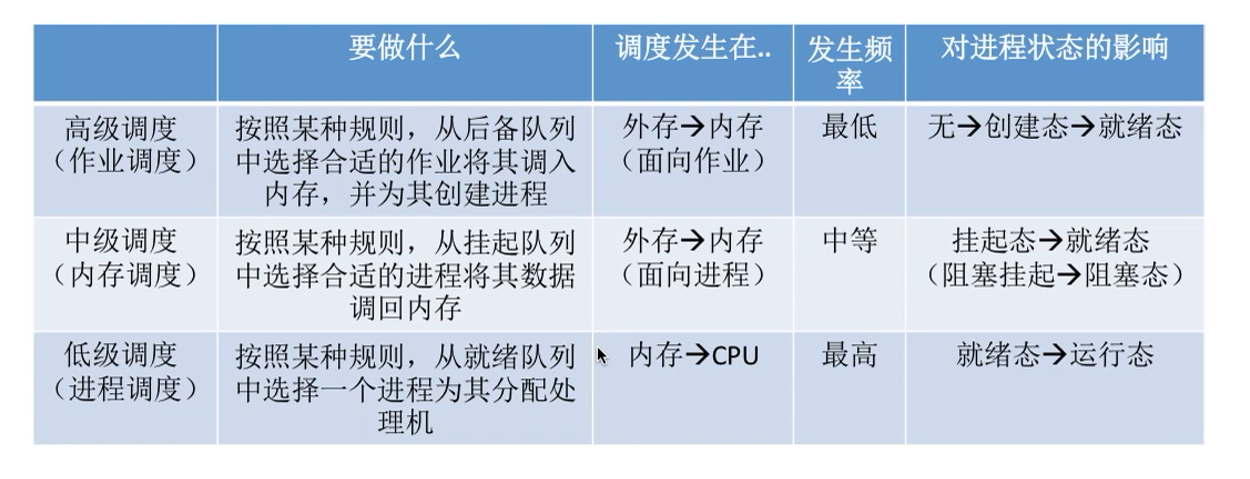 要做什么
调度发生在..
发生频
率
对进程状态的影响
高级调度
（作业调度）
按照某种规则，从后备队列
中选择合适的作业将其调入
内存，并为其创建进程
外存→内存
（面向作业）
最低
无→创建态→就绪态
中级调度
（内存调度）
按照某种规则，从挂起队列
中选择合适的进程将其数据
调回内存
外存→内存
（面向进程）
中等
挂起态→就绪态
（阻塞挂起→阻塞态）
低级调度
（进程调度）
按照某种规则，从就绪队列
中选择一个进程为其分配处
理机
内存→CPU
最高
就绪态→运行态